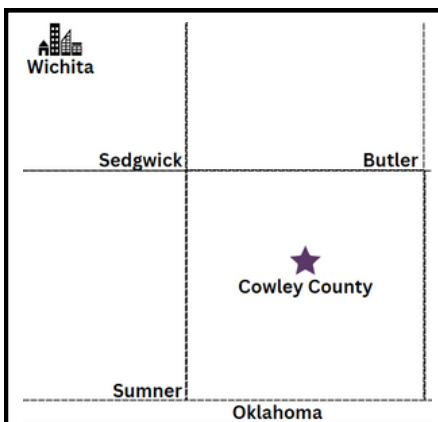 Wichita
Sedgwick
Butler
Cowley County
Sumner
Oklahoma